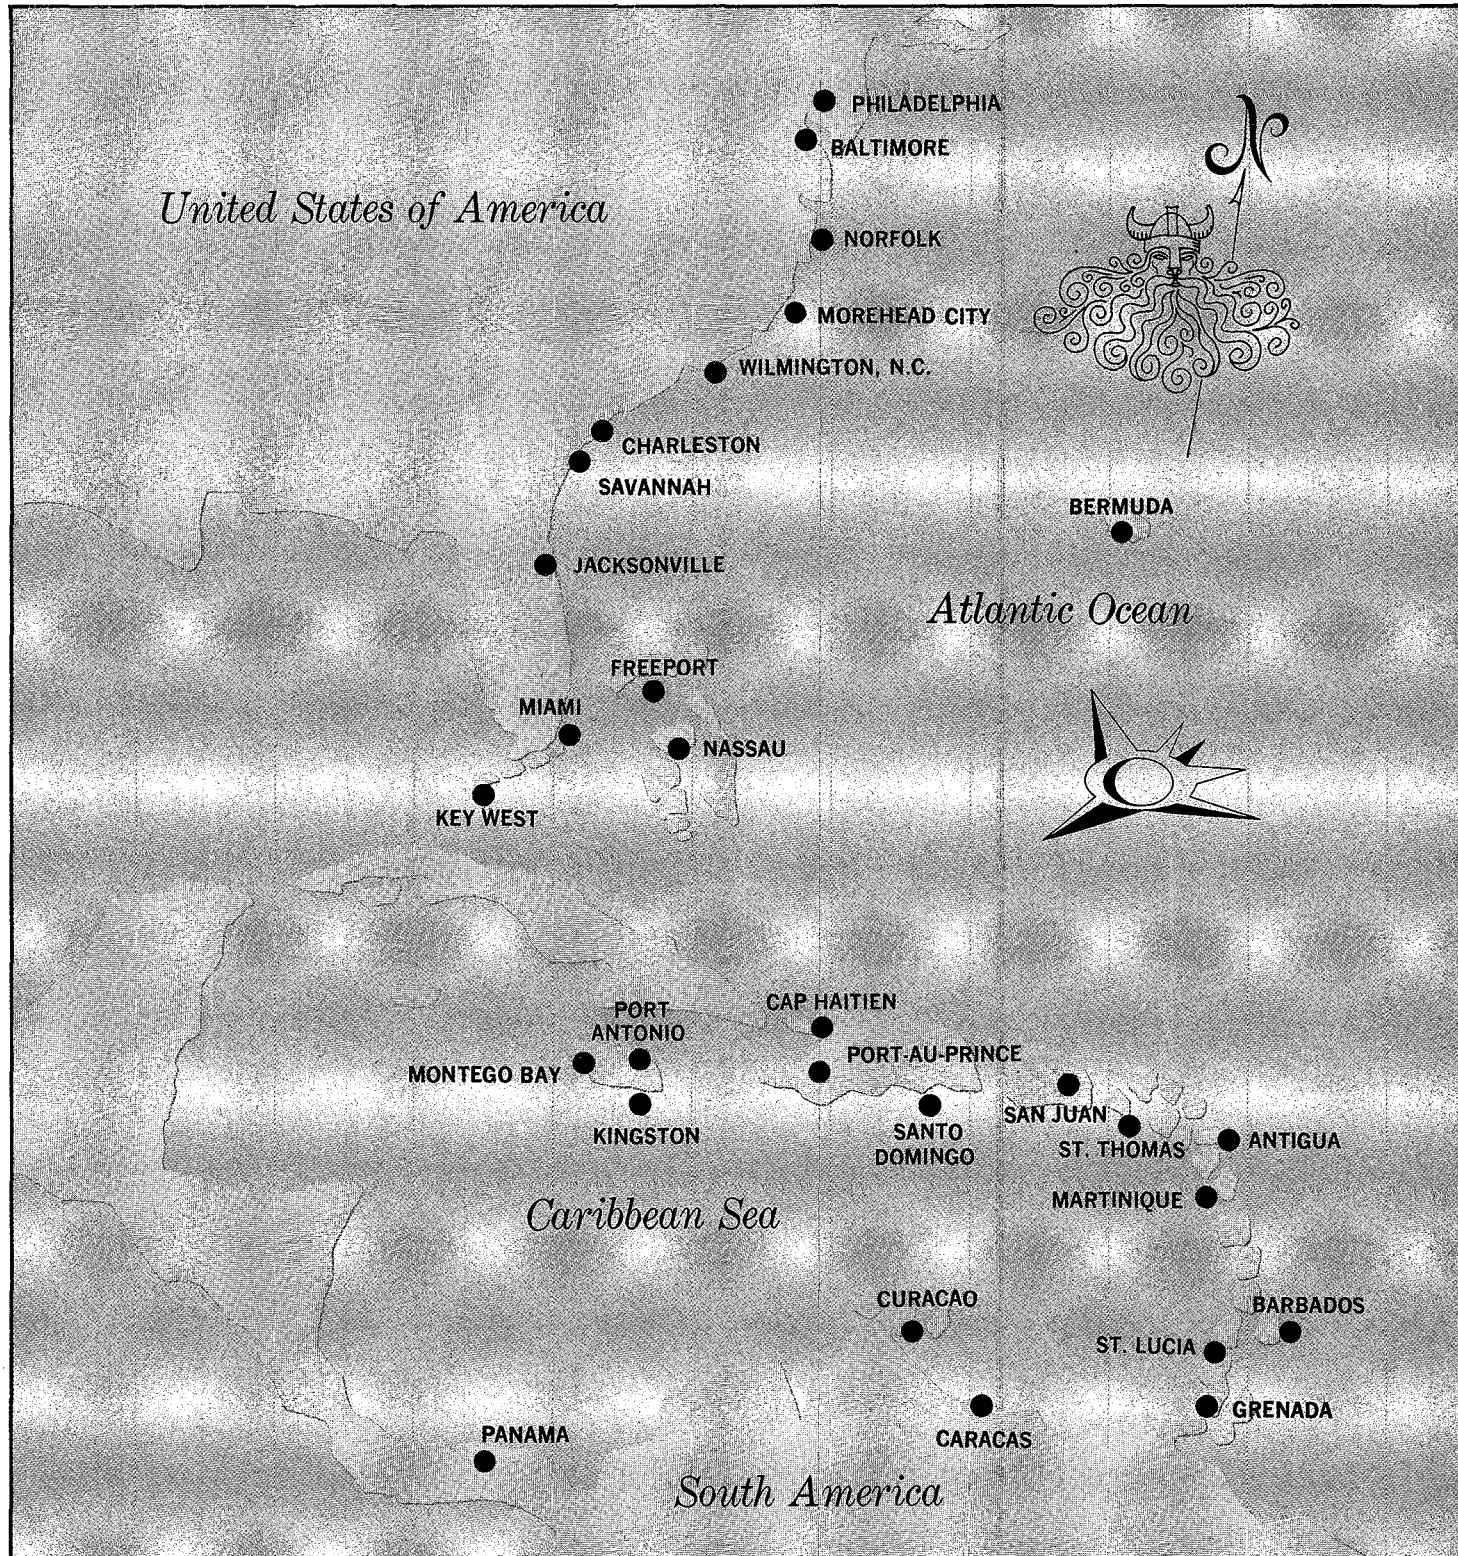 PHILADELPHIA
BALTIMORE
United States of America
N
NORFOLK
MOREHEAD CITY
WILMINGTON, N.C.
CHARLESTON
SAVANNAH
BERMUDA
JACKSONVILLE
Atlantic Ocean
FREEPORT
MIAMI
NASSAU
KEY WEST
CAP HAITIEN
PORT
ANTONIO
PORT-AU-PRINCE
MONTEGO BAY
SAN JUAN
KINGSTON
SANTO
DOMINGO
ST. THOMAS
ANTIGUA
MARTINIQUE
Caribbean Sea
CURACAO
BARBADOS
ST. LUCIA
GRENADA
PANAMA
CARACAS
South America